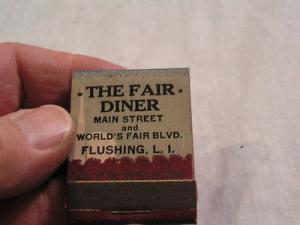 · THE FAIR ·
DINER
MAIN STREET
and
WORLD'S FAIR BLVD.
FLUSHING, L. I.